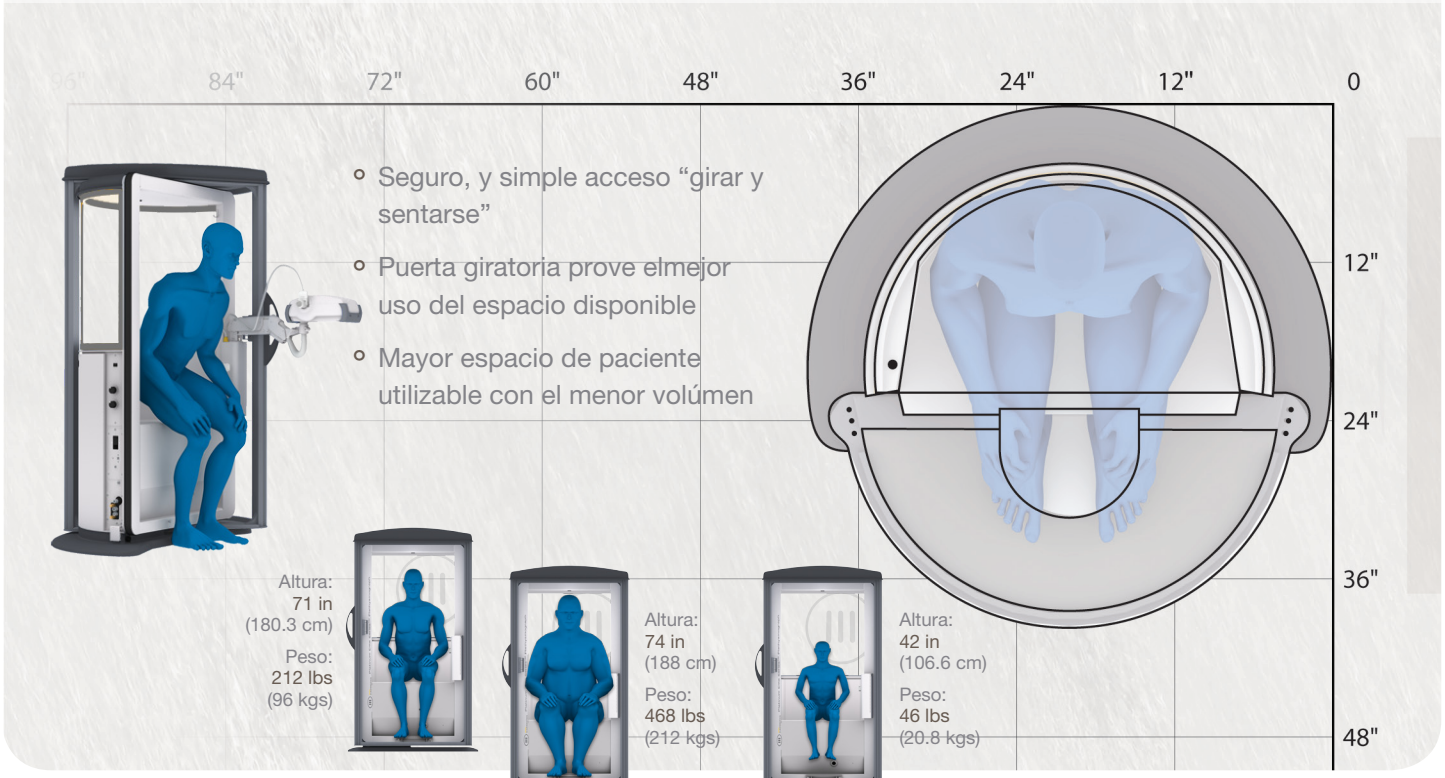 96"
84"
72"
60"
48"
36"
24"
12"
0
Seguro, y simple acceso “girar y
sentarse”
Puerta giratoria prove elmejor
uso del espacio disponible
Mayor espacio de paciente
utilizable con el menor volúmen
12"
24"
36"
48"
Altura:
71 in
(180.3 cm)
Peso:
212 lbs
(96 kgs)
Altura:
74 in
(188 cm)
Peso:
468 lbs
(212 kgs)
Altura:
42 in
(106.6 cm)
Peso:
46 lbs
(20.8 kgs)